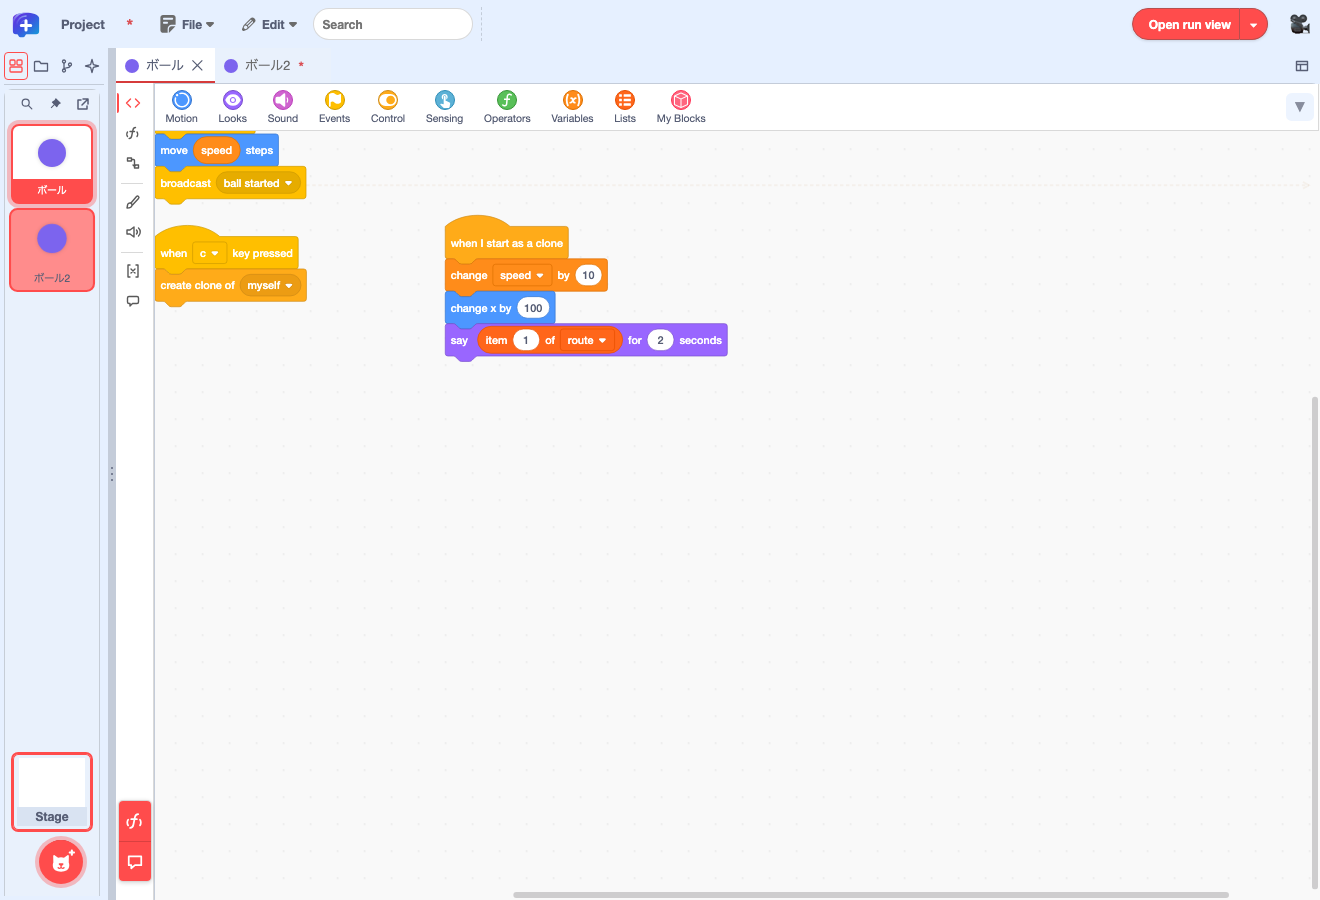 Project * File Edit Search Open run view
ボール ボール2 *
Motion Looks Sound Events Control Sensing Operators Variables Lists My Blocks
move speed steps
broadcast ball started
when c key pressed
create clone of myself
when I start as a clone
change speed by 10
change x by 100
say item 1 of route for 2 seconds
ボール
ボール2
Stage